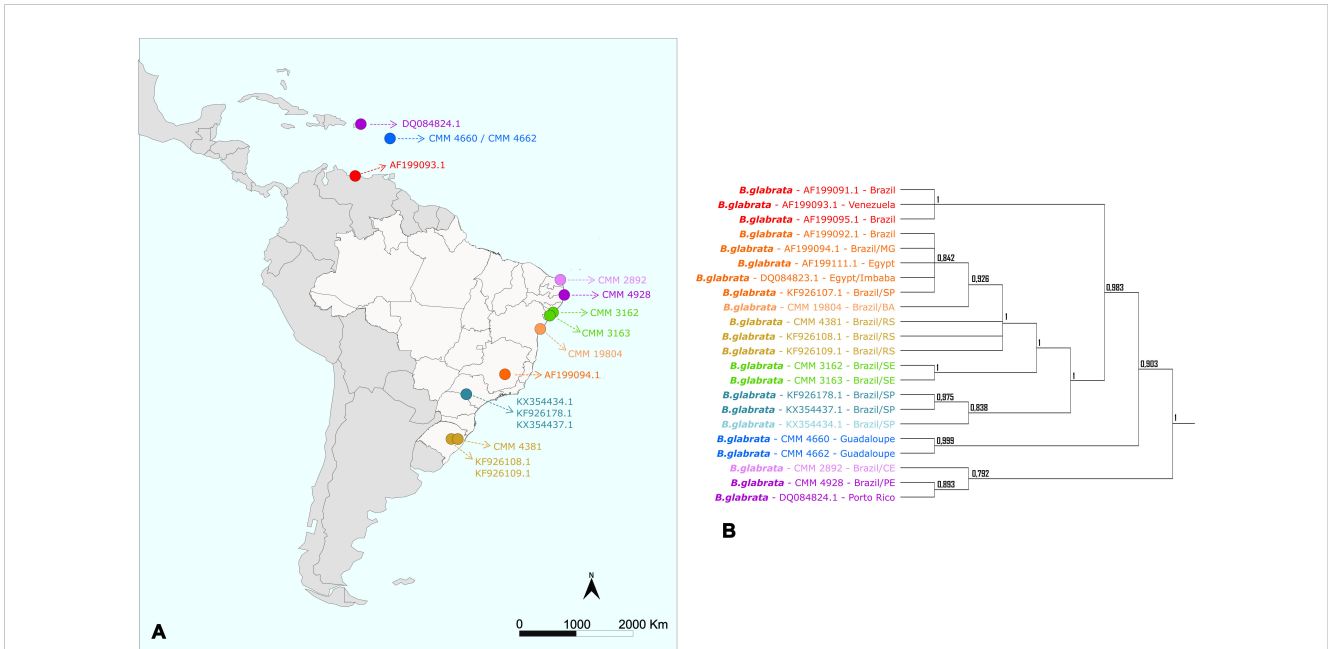 DQ084824.1
CMM 4660 / CMM 4662
AF199093.1
CMM 2892
CMM 4928
CMM 3162
CMM 3163
CMM 19804
AF199094.1
KX354434.1
KF926178.1
KX354437.1
CMM 4381
KF926108.1
KF926109.1
N
0 1000 2000 Km
A
B.glabrata - AF199091.1 - Brazil
B.glabrata - AF199093.1 - Venezuela
B.glabrata - AF199095.1 - Brazil
B.glabrata - AF199092.1 - Brazil
B.glabrata - AF199094.1 - Brazil/MG
B.glabrata - AF199111.1 - Egypt
B.glabrata - DQ084823.1 - Egypt/Imbaba
B.glabrata - KF926107.1 - Brazil/SP
B.glabrata - CMM 19804 - Brazil/BA
B.glabrata - CMM 4381 - Brazil/RS
B.glabrata - KF926108.1 - Brazil/RS
B.glabrata - KF926109.1 - Brazil/RS
B.glabrata - CMM 3162 - Brazil/SE
B.glabrata - CMM 3163 - Brazil/SE
B.glabrata - KF926178.1 - Brazil/SP
B.glabrata - KX354437.1 - Brazil/SP
B.glabrata - KX354434.1 - Brazil/SP
B.glabrata - CMM 4660 - Guadaloupe
B.glabrata - CMM 4662 - Guadaloupe
B.glabrata - CMM 2892 - Brazil/CE
B.glabrata - CMM 4928 - Brazil/PE
B.glabrata - DQ084824.1 - Porto Rico
1
0,842
0,926
0,983
1
1
0,903
1
1
0,975
0,838
1
0,999
0,792
0,893
B